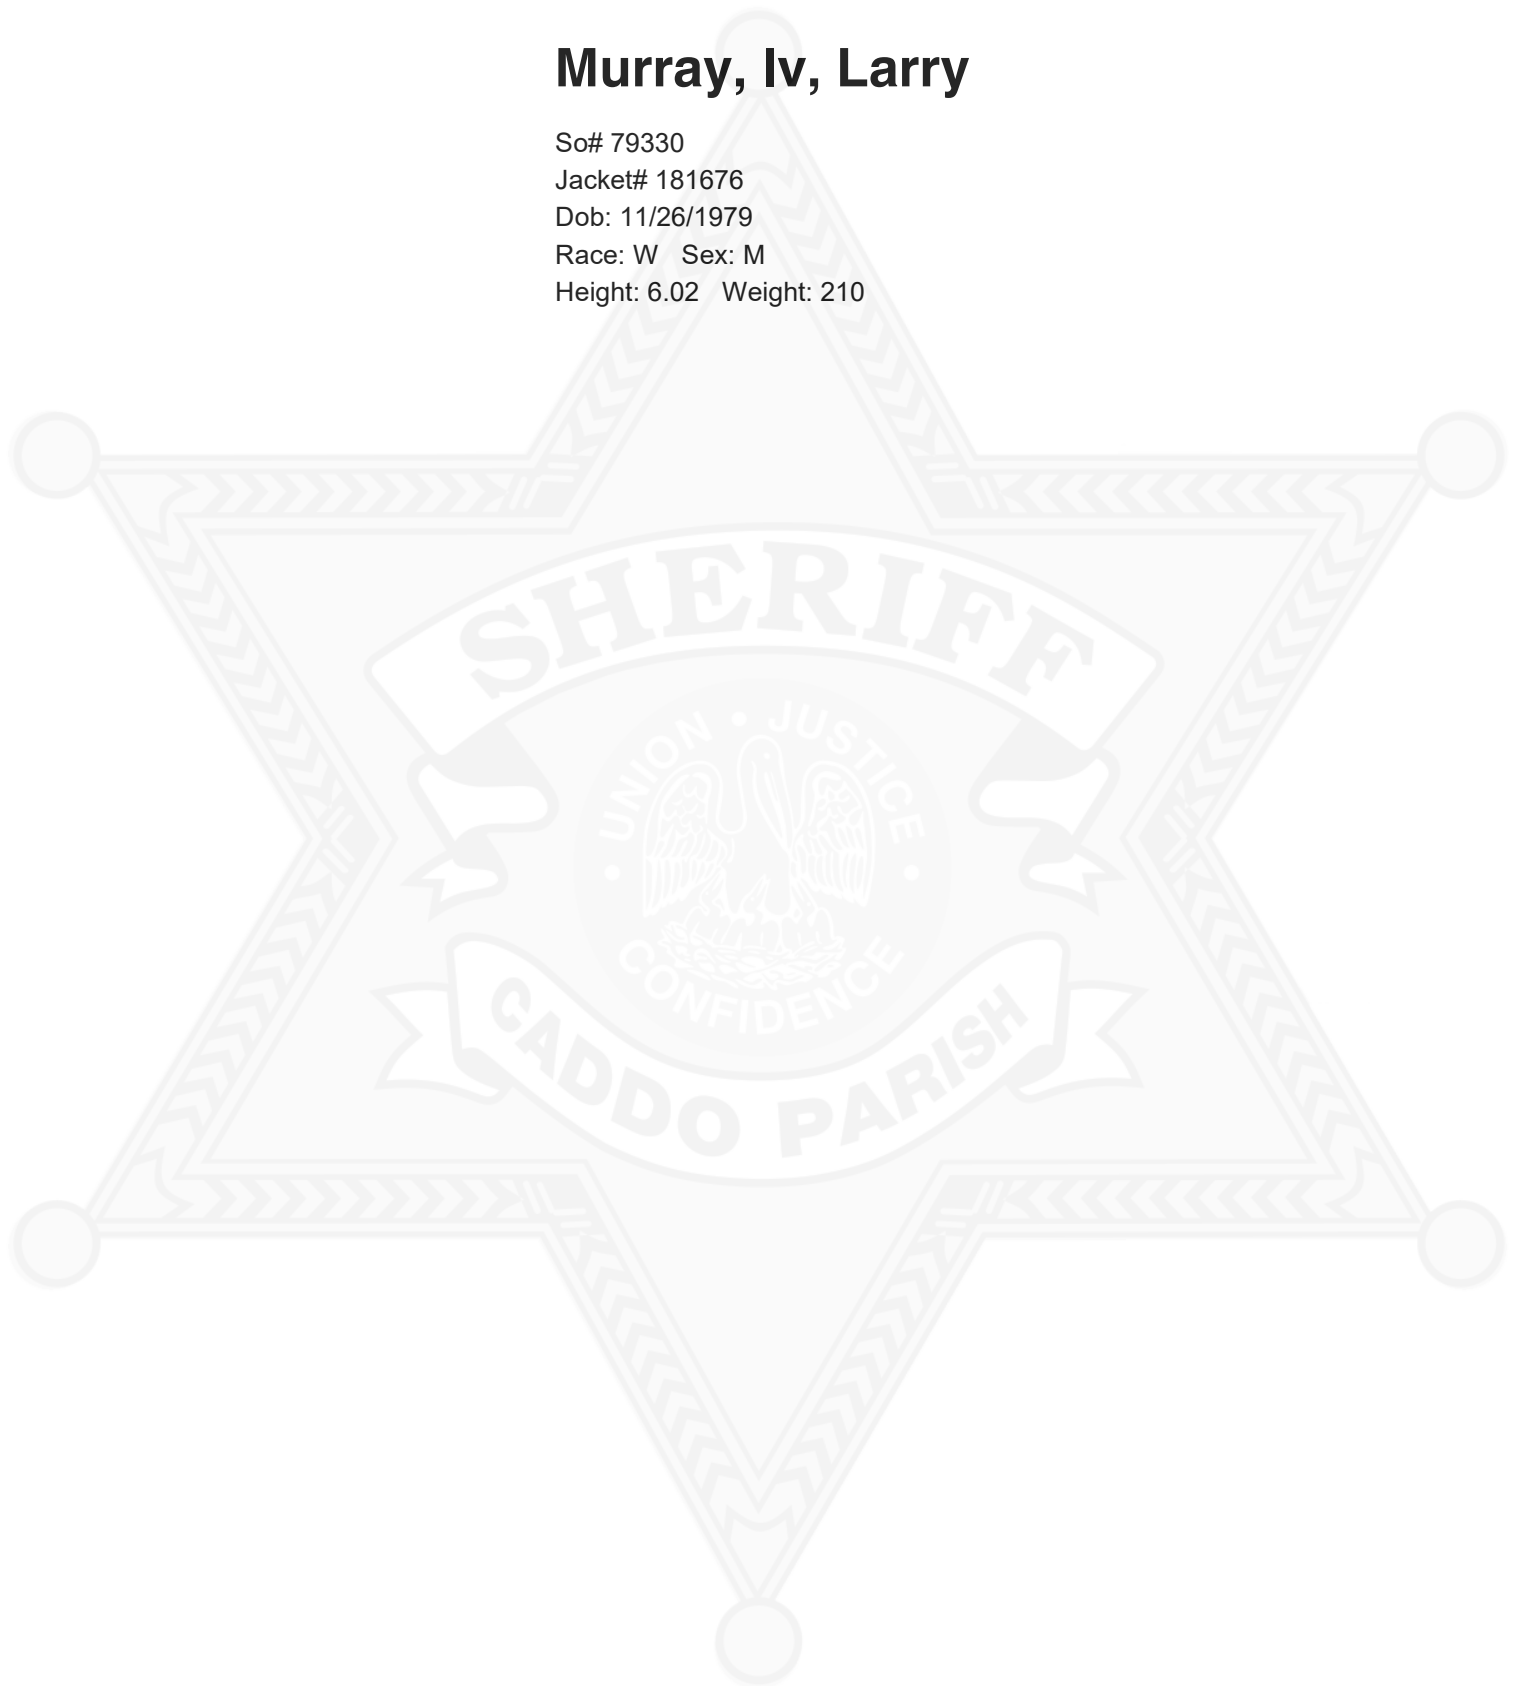 Murray, Iv, Larry
So# 79330
Jacket# 181676
Dob: 11/26/1979
Race: W Sex: M
Height: 6.02 Weight: 210
SHERIFF
UNION • JUSTICE
• CONFIDENCE •
CADDO PARISH